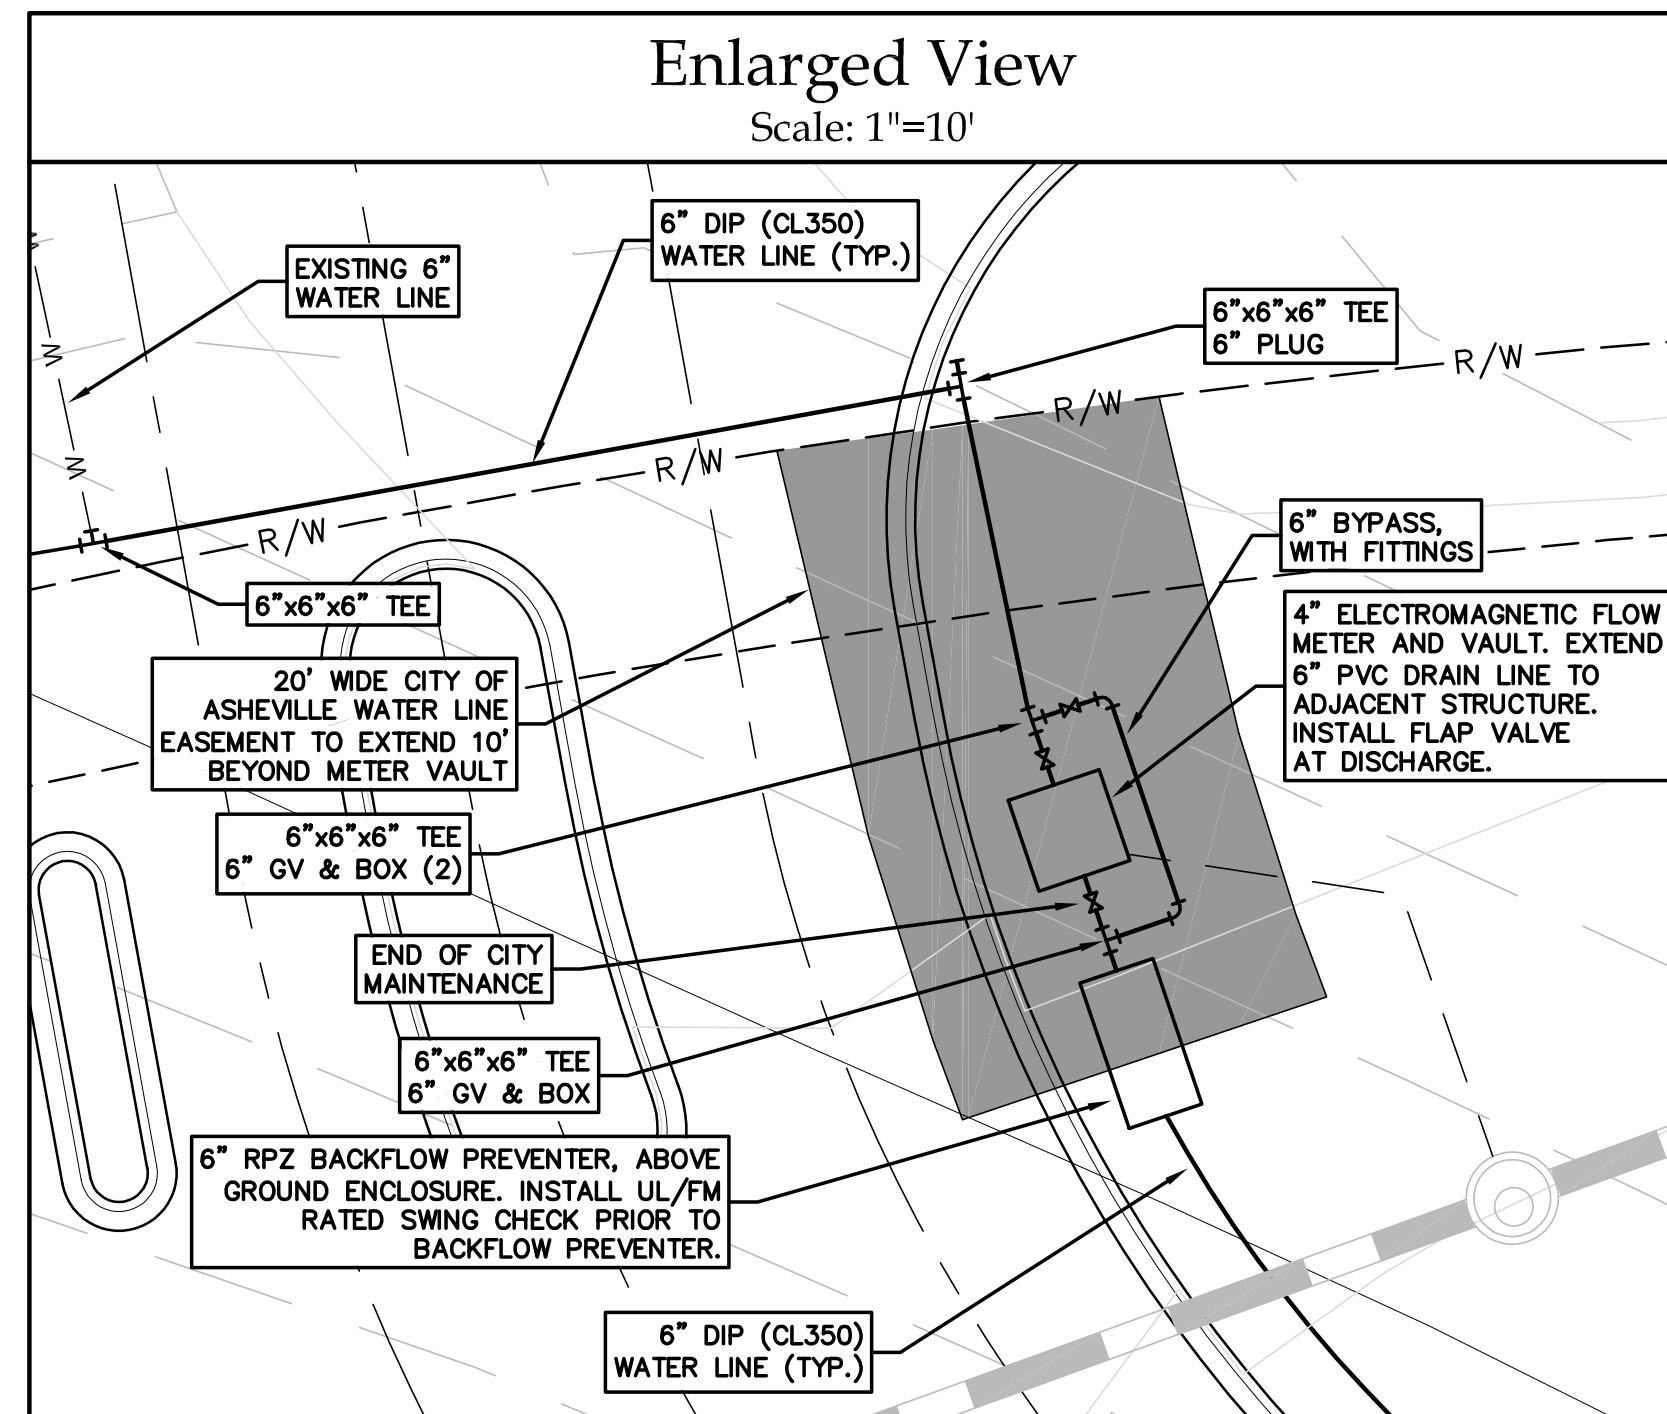 Enlarged View
Scale: 1"=10'
6" DIP (CL350)
WATER LINE (TYP.)
EXISTING 6"
WATER LINE
6"x6"x6" TEE
6" PLUG
R/W
R/W
R/W
R/W
W
W
W
6" BYPASS,
WITH FITTINGS
6"x6"x6" TEE
4" ELECTROMAGNETIC FLOW
METER AND VAULT. EXTEND
6" PVC DRAIN LINE TO
ADJACENT STRUCTURE.
INSTALL FLAP VALVE
AT DISCHARGE.
20' WIDE CITY OF
ASHEVILLE WATER LINE
EASEMENT TO EXTEND 10'
BEYOND METER VAULT
6"x6"x6" TEE
6" GV & BOX (2)
END OF CITY
MAINTENANCE
6"x6"x6" TEE
6" GV & BOX
6" RPZ BACKFLOW PREVENTER, ABOVE
GROUND ENCLOSURE. INSTALL UL/FM
RATED SWING CHECK PRIOR TO
BACKFLOW PREVENTER.
6" DIP (CL350)
WATER LINE (TYP.)